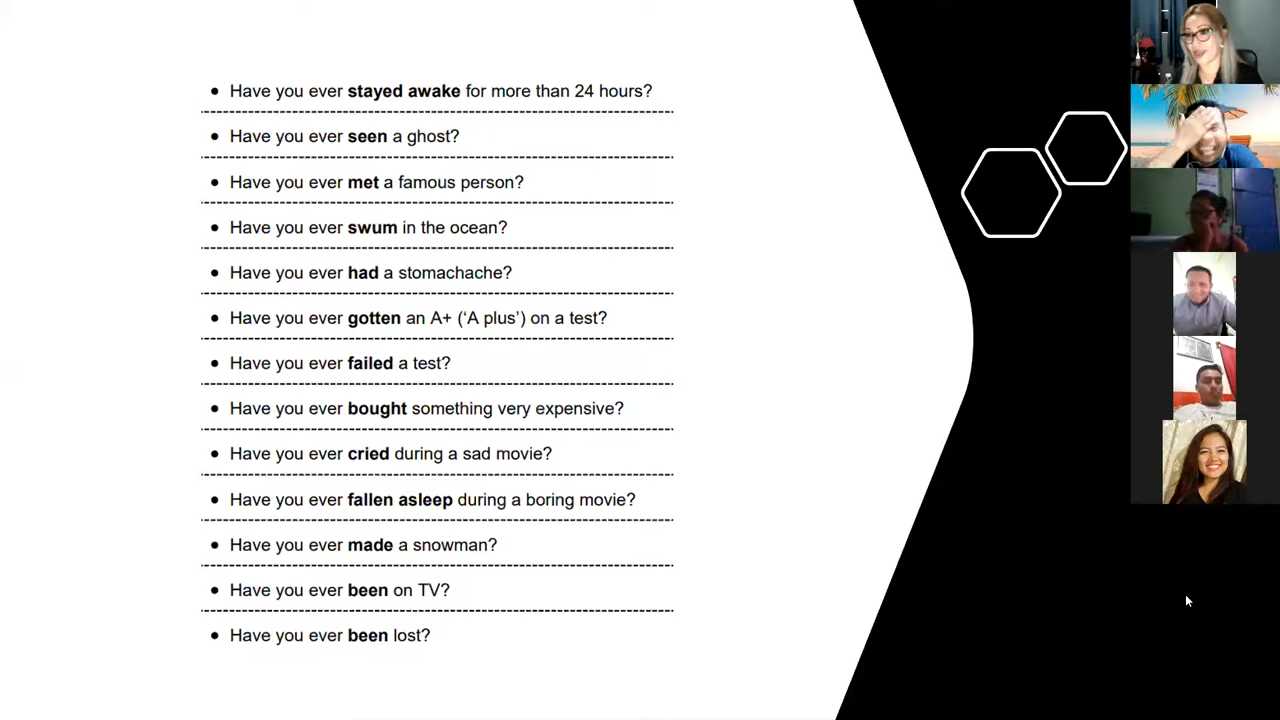 • Have you ever stayed awake for more than 24 hours?
• Have you ever seen a ghost?
• Have you ever met a famous person?
• Have you ever swum in the ocean?
• Have you ever had a stomachache?
• Have you ever gotten an A+ (‘A plus’) on a test?
• Have you ever failed a test?
• Have you ever bought something very expensive?
• Have you ever cried during a sad movie?
• Have you ever fallen asleep during a boring movie?
• Have you ever made a snowman?
• Have you ever been on TV?
• Have you ever been lost?